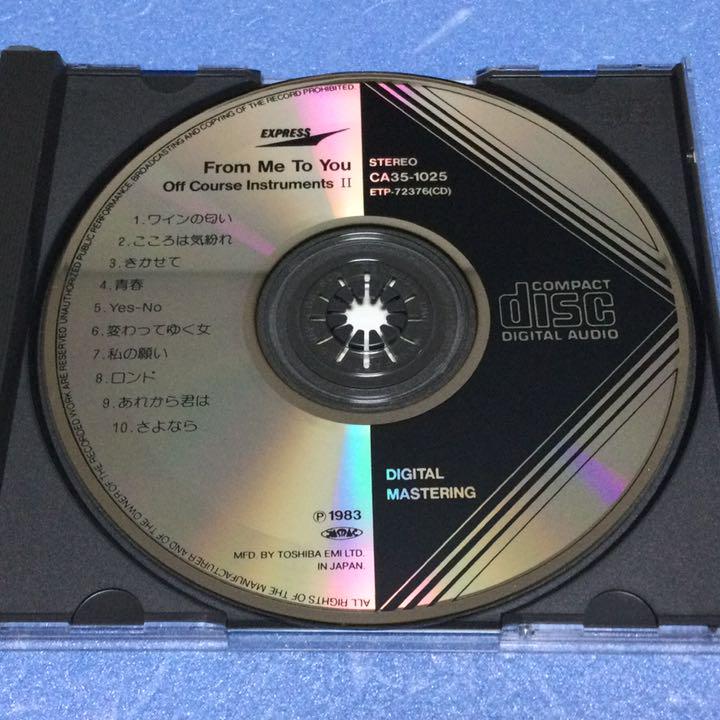 EXPRESS
From Me To You
Off Course Instruments II
STEREO
CA35-1025
ETP-72376(CD)
1.ワインの匂い
2.こころは気紛れ
3.きかせて
4.青春
5.Yes-No
6.変わってゆく女
7.私の願い
8.ロンド
9.あれから君は
10.さよなら
COMPACT
disc
DIGITAL AUDIO
DIGITAL
MASTERING
Ⓟ1983
MFD. BY TOSHIBA EMI LTD.
IN JAPAN.
ALL RIGHTS OF THE MANUFACTURER AND OF THE OWNER OF THE RECORDED WORK ARE RESERVED UNAUTHORIZED PUBLIC PERFORMANCE BROADCASTING AND COPYING OF THE RECORD PROHIBITED.